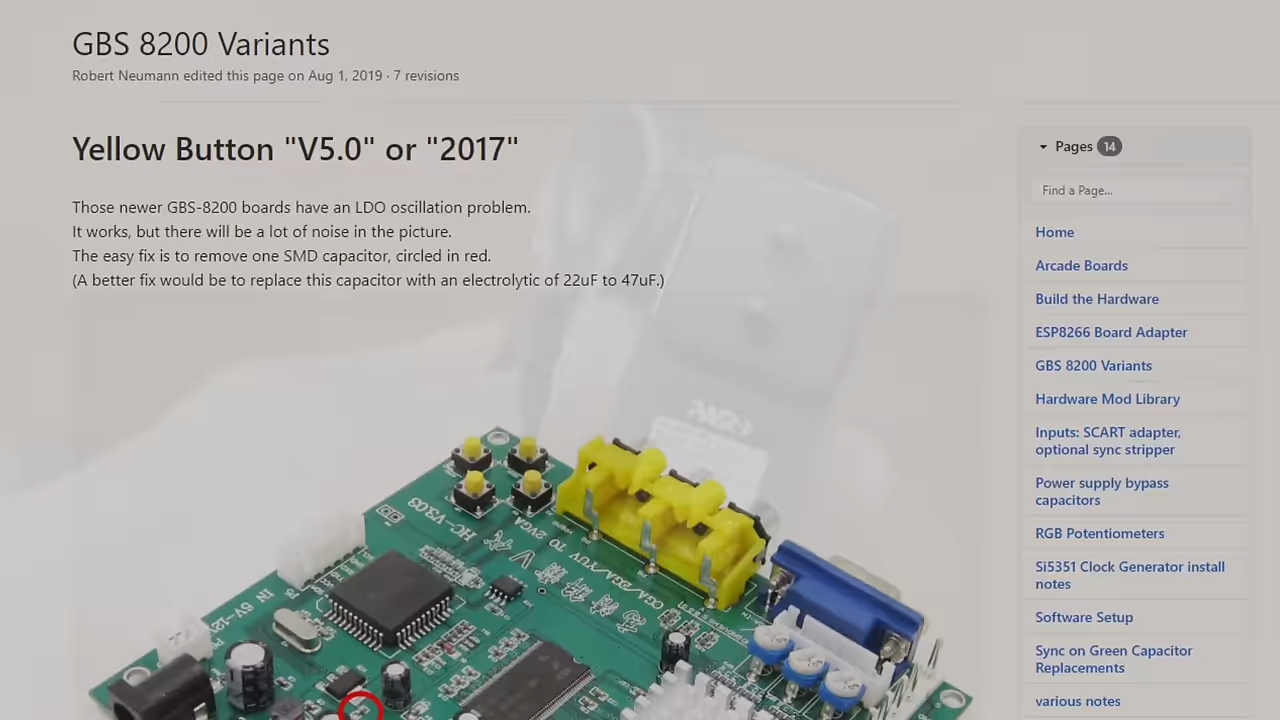 GBS 8200 Variants
Robert Neumann edited this page on Aug 1, 2019 · 7 revisions
Yellow Button "V5.0" or "2017"
Those newer GBS-8200 boards have an LDO oscillation problem.
It works, but there will be a lot of noise in the picture.
The easy fix is to remove one SMD capacitor, circled in red.
(A better fix would be to replace this capacitor with an electrolytic of 22uF to 47uF.)
Pages 14
Find a Page...
Home
Arcade Boards
Build the Hardware
ESP8266 Board Adapter
GBS 8200 Variants
Hardware Mod Library
Inputs: SCART adapter,
optional sync stripper
Power supply bypass
capacitors
RGB Potentiometers
Si5351 Clock Generator install
notes
Software Setup
Sync on Green Capacitor
Replacements
various notes